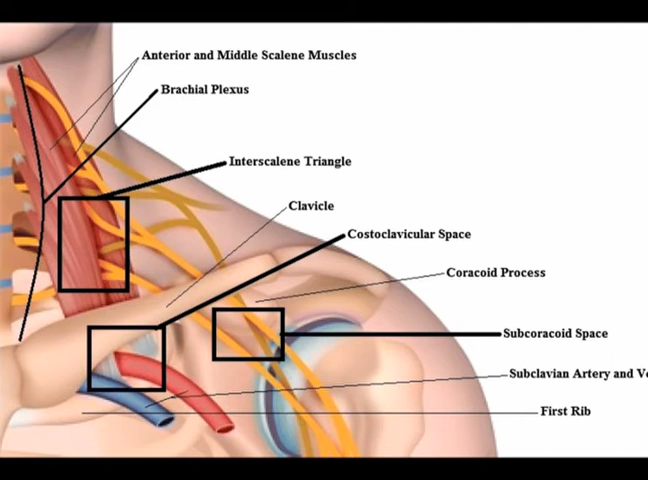 Anterior and Middle Scalene Muscles
Brachial Plexus
Interscalene Triangle
Clavicle
Costoclavicular Space
Coracoid Process
Subcoracoid Space
Subclavian Artery and
First Rib